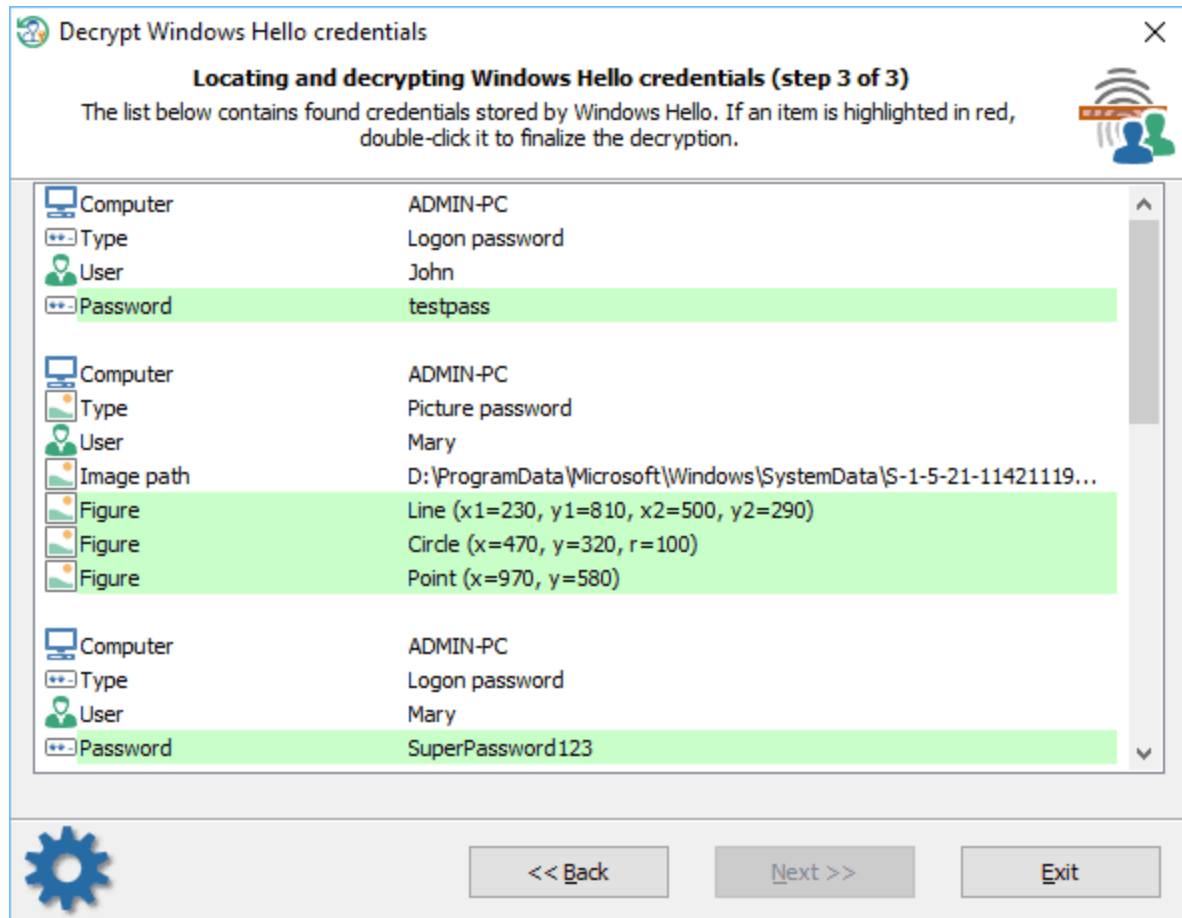 Decrypt Windows Hello credentials
Locating and decrypting Windows Hello credentials (step 3 of 3)
The list below contains found credentials stored by Windows Hello. If an item is highlighted in red,
double-click it to finalize the decryption.
Computer ADMIN-PC
Type Logon password
User John
Password testpass
Computer ADMIN-PC
Type Picture password
User Mary
Image path D:\ProgramData\Microsoft\Windows\SystemData\S-1-5-21-11421119...
Figure Line (x1=230, y1=810, x2=500, y2=290)
Figure Circle (x=470, y=320, r=100)
Figure Point (x=970, y=580)
Computer ADMIN-PC
Type Logon password
User Mary
Password SuperPassword123
<< Back Next >> Exit